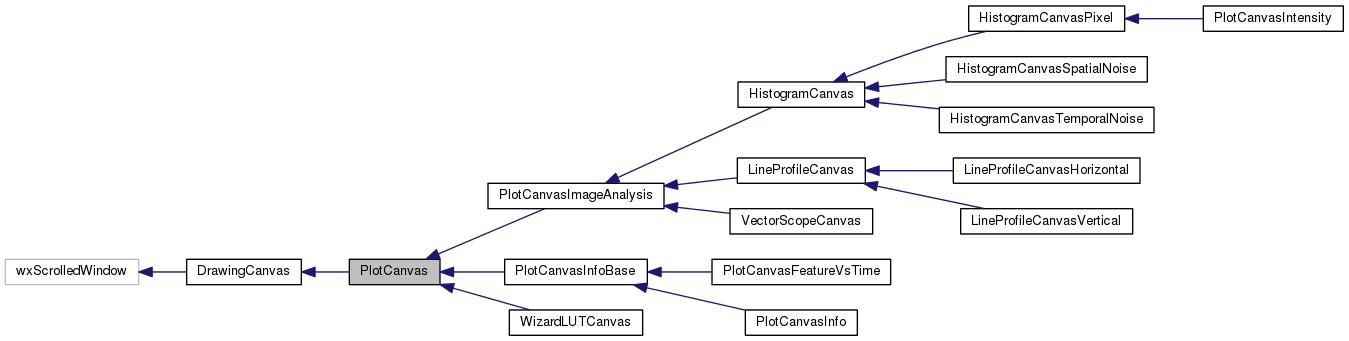 HistogramCanvasPixel
PlotCanvasIntensity
HistogramCanvasSpatialNoise
HistogramCanvas
HistogramCanvasTemporalNoise
LineProfileCanvas
LineProfileCanvasHorizontal
PlotCanvasImageAnalysis
VectorScopeCanvas
LineProfileCanvasVertical
wxScrolledWindow
DrawingCanvas
PlotCanvas
PlotCanvasInfoBase
PlotCanvasFeatureVsTime
WizardLUTCanvas
PlotCanvasInfo